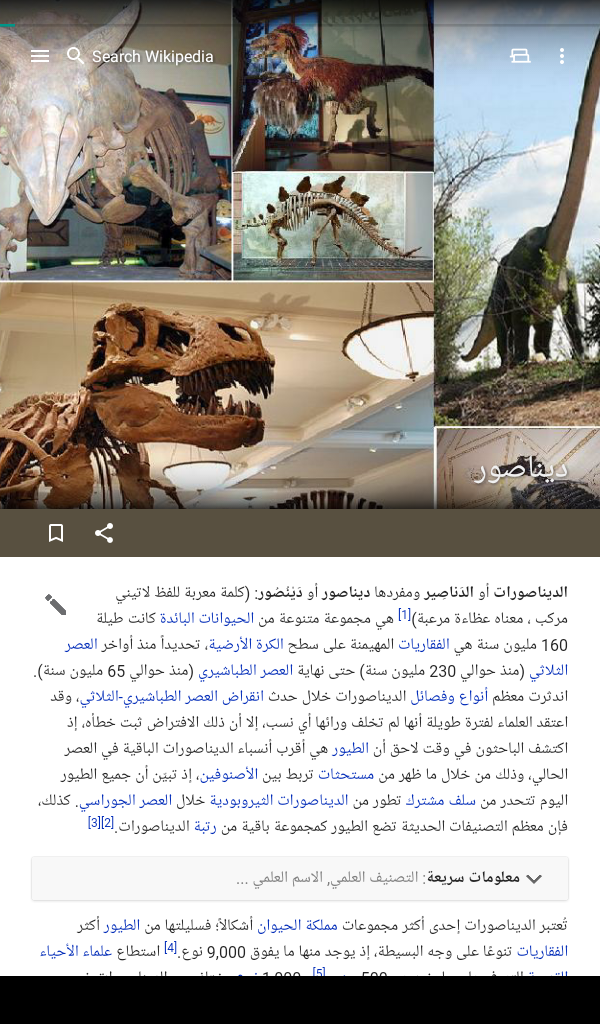 Search Wikipedia
ديناصور
الديناصورات أو الدَناصِير ومفردها ديناصور أو دَيْنُصُور: (كلمة معربة للفظ لاتيني
مركب ، معناه عظاءة مرعبة)[1] هي مجموعة متنوعة من الحيوانات البائدة كانت طيلة
160 مليون سنة هي الفقاريات المهيمنة على سطح الكرة الأرضية، تحديداً منذ أواخر العصر
الثلاثي (منذ حوالي 230 مليون سنة) حتى نهاية العصر الطباشيري (منذ حوالي 65 مليون سنة).
اندثرت معظم أنواع وفصائل الديناصورات خلال حدث انقراض العصر الطباشيري-الثلاثي، وقد
اعتقد العلماء لفترة طويلة أنها لم تخلف ورائها أي نسب، إلا أن ذلك الافتراض ثبت خطأه، إذ
اكتشف الباحثون في وقت لاحق أن الطيور هي أقرب أنسباء الديناصورات الباقية في العصر
الحالي، وذلك من خلال ما ظهر من مستحثات تربط بين الأصنوفين، إذ تبيّن أن جميع الطيور
اليوم تتحدر من سلف مشترك تطور من الديناصورات الثيروبودية خلال العصر الجوراسي. كذلك،
فإن معظم التصنيفات الحديثة تضع الطيور كمجموعة باقية من رتبة الديناصورات.[2][3]
معلومات سريعة: التصنيف العلمي, الاسم العلمي ...
تُعتبر الديناصورات إحدى أكثر مجموعات مملكة الحيوان أشكالاً؛ فسليلتها من الطيور أكثر
الفقاريات تنوعًا على وجه البسيطة، إذ يوجد منها ما يفوق 9,000 نوع.[4] استطاع علماء الأحياء